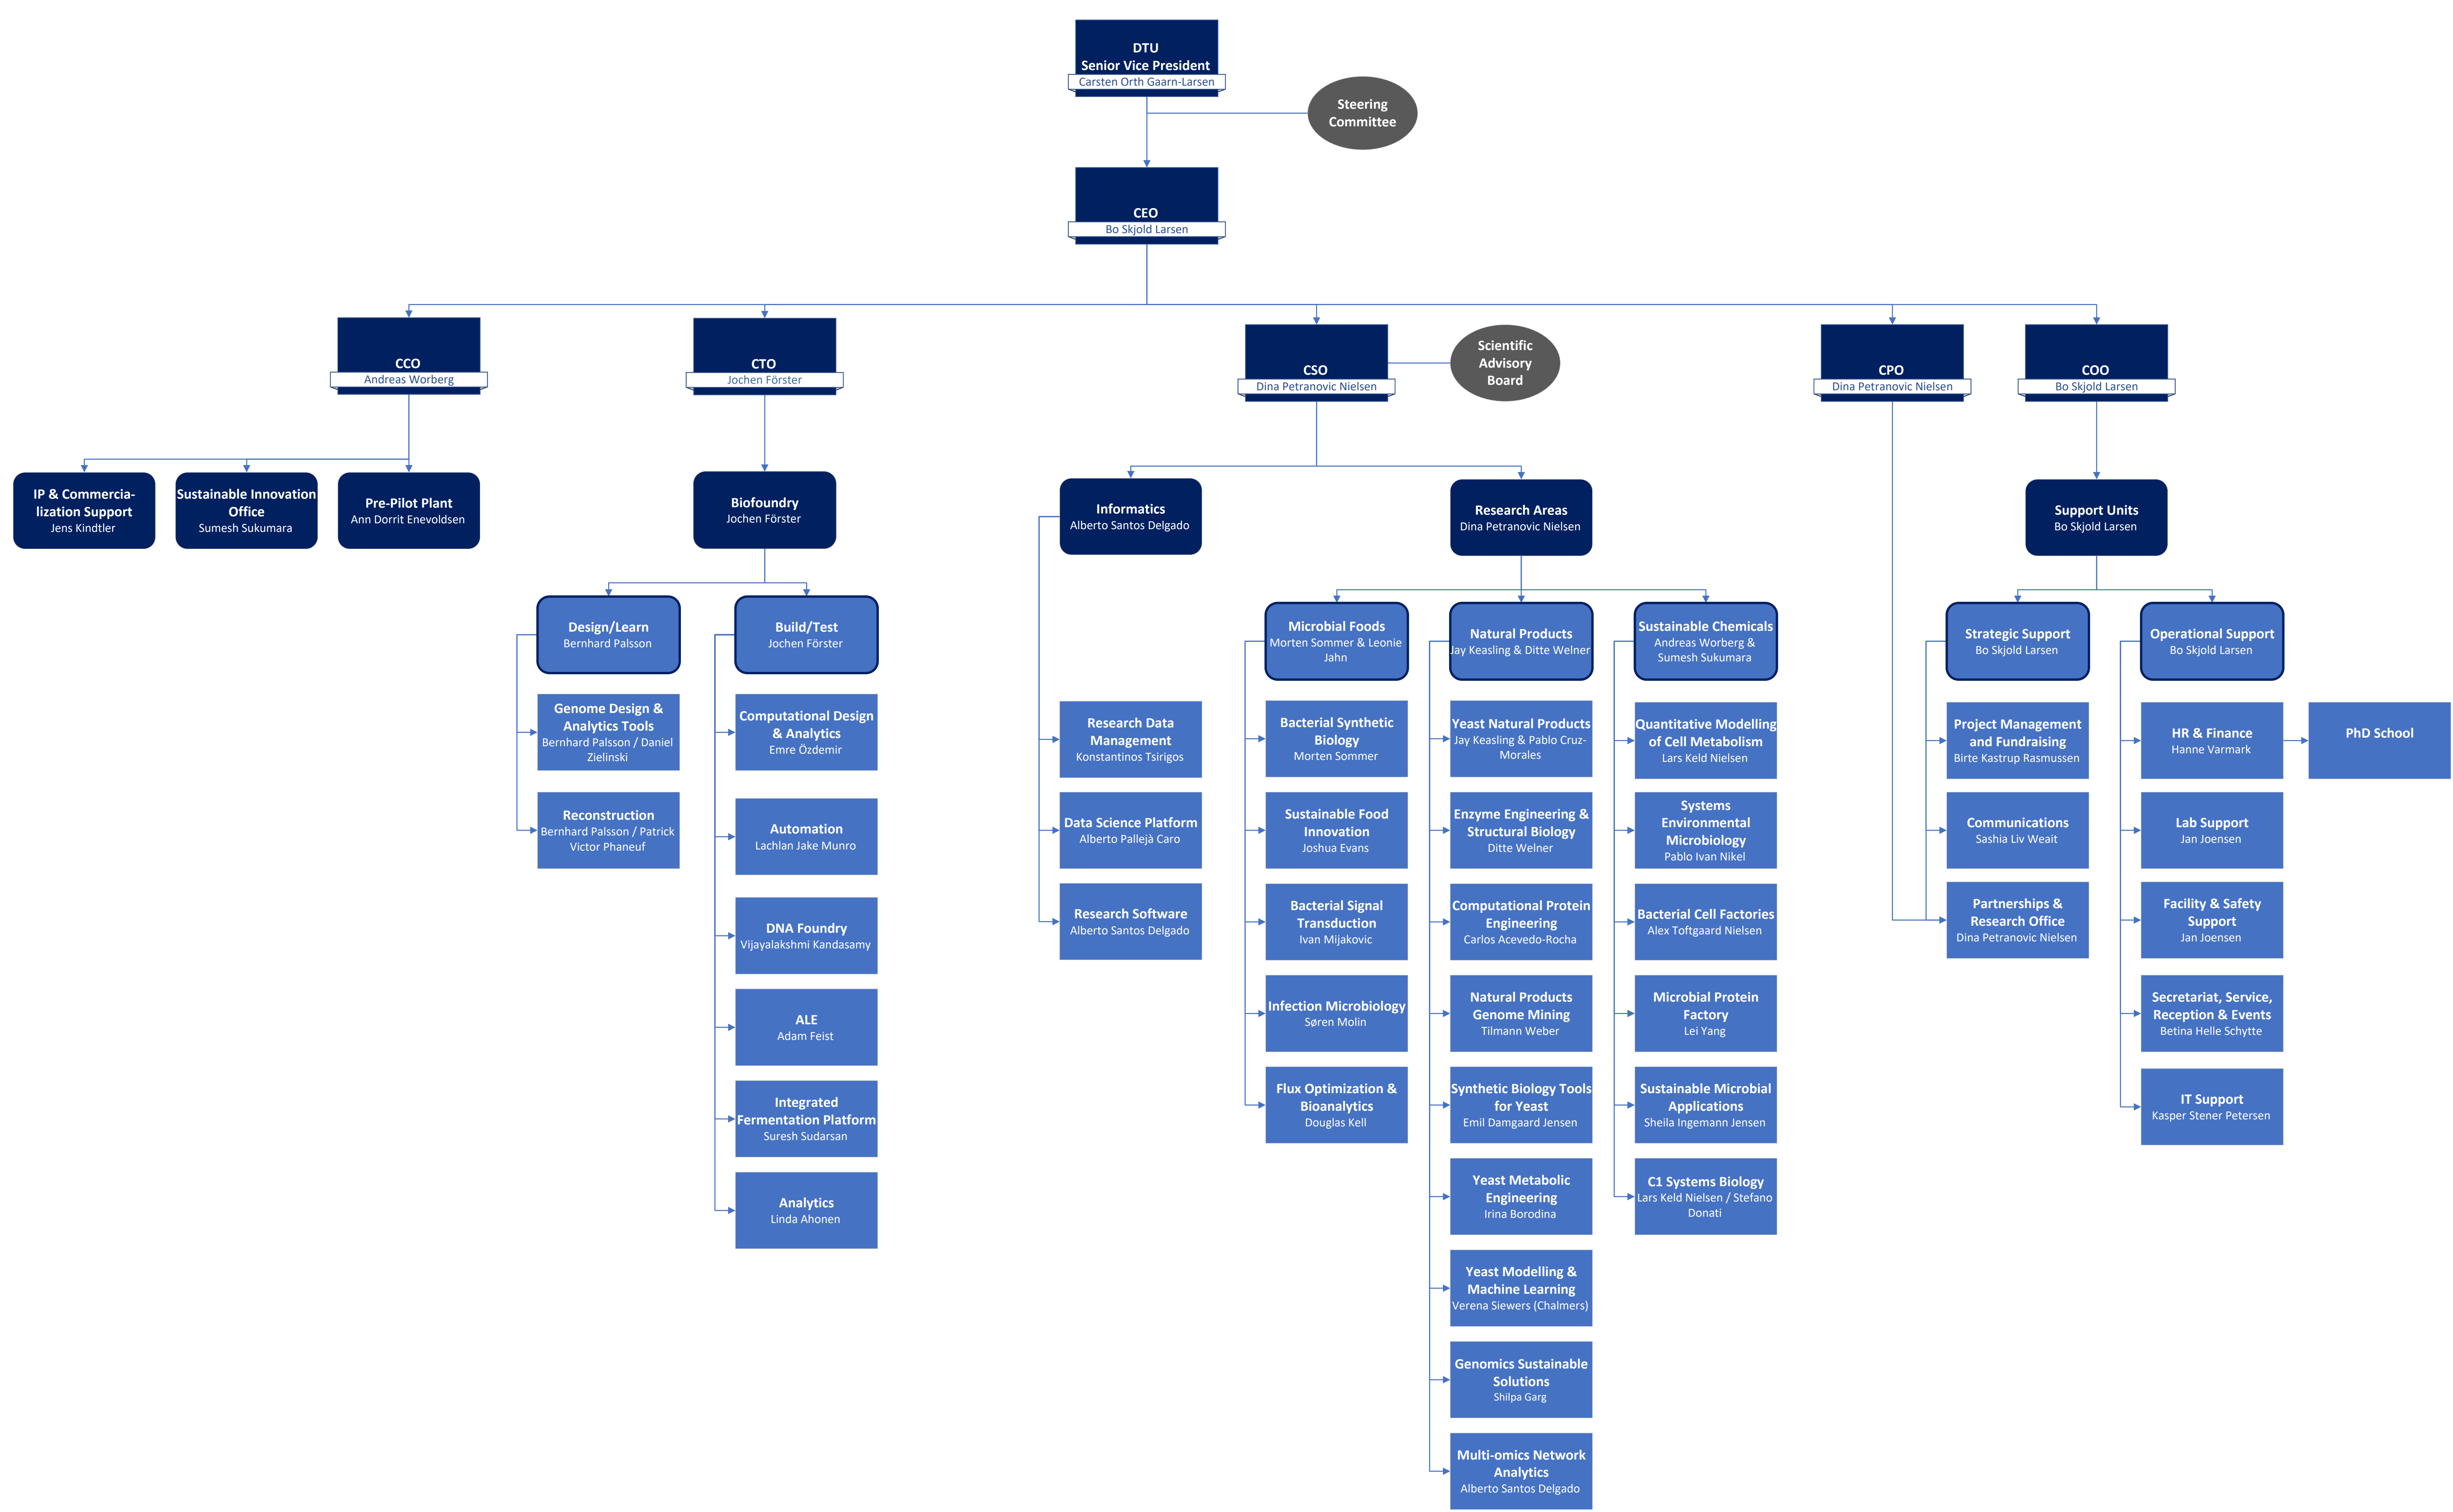 DTU
Senior Vice President
Carsten Orth Gaarn-Larsen
Steering
Committee
CEO
Bo Skjold Larsen
CCO
Andreas Worberg
CTO
Jochen Förster
CSO
Dina Petranovic Nielsen
Scientific
Advisory
Board
CPO
Dina Petranovic Nielsen
COO
Bo Skjold Larsen
IP & Commercia-
lization Support
Jens Kindtler
Sustainable Innovation
Office
Sumesh Sukumara
Pre-Pilot Plant
Ann Dorrit Enevoldsen
Biofoundry
Jochen Förster
Informatics
Alberto Santos Delgado
Research Areas
Dina Petranovic Nielsen
Support Units
Bo Skjold Larsen
Design/Learn
Bernhard Palsson
Build/Test
Jochen Förster
Microbial Foods
Morten Sommer & Leonie
Jahn
Natural Products
Jay Keasling & Ditte Welner
Sustainable Chemicals
Andreas Worberg &
Sumesh Sukumara
Strategic Support
Bo Skjold Larsen
Operational Support
Bo Skjold Larsen
Genome Design &
Analytics Tools
Bernhard Palsson / Daniel
Zielinski
Reconstruction
Bernhard Palsson / Patrick
Victor Phaneuf
Computational Design
& Analytics
Emre Özdemir
Automation
Lachlan Jake Munro
DNA Foundry
Vijayalakshmi Kandasamy
ALE
Adam Feist
Integrated
Fermentation Platform
Suresh Sudarsan
Analytics
Linda Ahonen
Research Data
Management
Konstantinos Tsirigos
Data Science Platform
Alberto Pallejà Caro
Research Software
Alberto Santos Delgado
Bacterial Synthetic
Biology
Morten Sommer
Sustainable Food
Innovation
Joshua Evans
Bacterial Signal
Transduction
Ivan Mijakovic
Infection Microbiology
Søren Molin
Flux Optimization &
Bioanalytics
Douglas Kell
Yeast Natural Products
Jay Keasling & Pablo Cruz-
Morales
Enzyme Engineering &
Structural Biology
Ditte Welner
Computational Protein
Engineering
Carlos Acevedo-Rocha
Natural Products
Genome Mining
Tilmann Weber
Synthetic Biology Tools
for Yeast
Emil Damgaard Jensen
Yeast Metabolic
Engineering
Irina Borodina
Yeast Modelling &
Machine Learning
Verena Siewers (Chalmers)
Genomics Sustainable
Solutions
Shilpa Garg
Multi-omics Network
Analytics
Alberto Santos Delgado
Quantitative Modelling
of Cell Metabolism
Lars Keld Nielsen
Systems
Environmental
Microbiology
Pablo Ivan Nikel
Bacterial Cell Factories
Alex Toftgaard Nielsen
Microbial Protein
Factory
Lei Yang
Sustainable Microbial
Applications
Sheila Ingemann Jensen
C1 Systems Biology
Lars Keld Nielsen / Stefano
Donati
Project Management
and Fundraising
Birte Kastrup Rasmussen
Communications
Sashia Liv Weait
Partnerships &
Research Office
Dina Petranovic Nielsen
HR & Finance
Hanne Varmark
Lab Support
Jan Joensen
Facility & Safety
Support
Jan Joensen
Secretariat, Service,
Reception & Events
Betina Helle Schytte
IT Support
Kasper Stener Petersen
PhD School